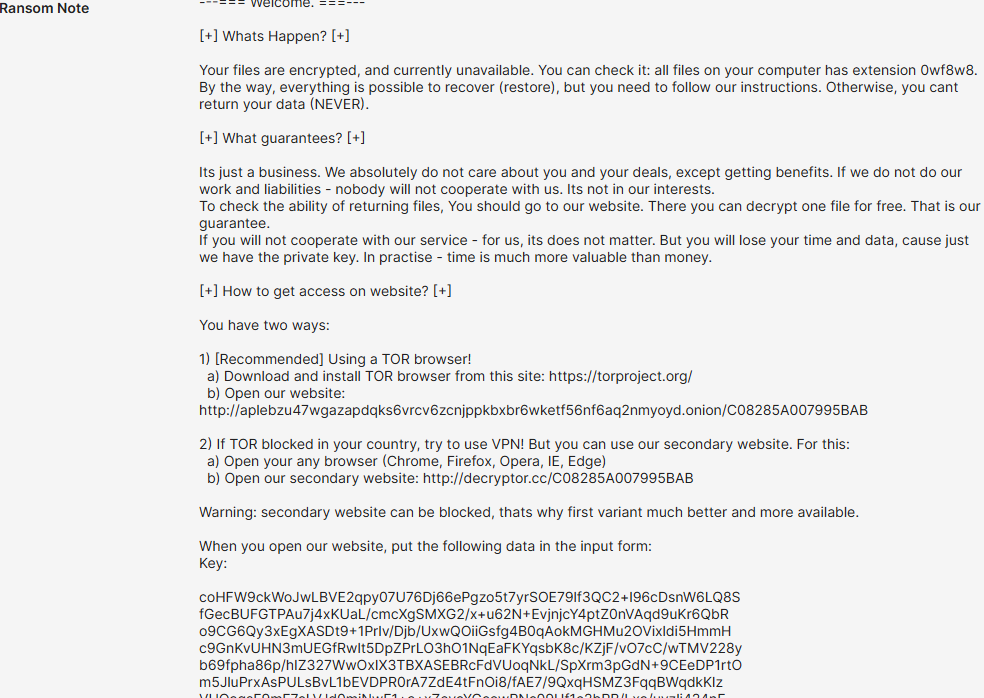 Ransom Note
---=== Welcome. ===---
[+] Whats Happen? [+]
Your files are encrypted, and currently unavailable. You can check it: all files on your computer has extension 0wf8w8.
By the way, everything is possible to recover (restore), but you need to follow our instructions. Otherwise, you cant
return your data (NEVER).
[+] What guarantees? [+]
Its just a business. We absolutely do not care about you and your deals, except getting benefits. If we do not do our
work and liabilities - nobody will not cooperate with us. Its not in our interests.
To check the ability of returning files, You should go to our website. There you can decrypt one file for free. That is our
guarantee.
If you will not cooperate with our service - for us, its does not matter. But you will lose your time and data, cause just
we have the private key. In practise - time is much more valuable than money.
[+] How to get access on website? [+]
You have two ways:
1) [Recommended] Using a TOR browser!
a) Download and install TOR browser from this site: https://torproject.org/
b) Open our website:
http://aplebzu47wgazapdqks6vrcv6zcnjppkbxbr6wketf56nf6aq2nmyoyd.onion/C08285A007995BAB
2) If TOR blocked in your country, try to use VPN! But you can use our secondary website. For this:
a) Open your any browser (Chrome, Firefox, Opera, IE, Edge)
b) Open our secondary website: http://decryptor.cc/C08285A007995BAB
Warning: secondary website can be blocked, thats why first variant much better and more available.
When you open our website, put the following data in the input form:
Key:
coHFW9ckWoJwLBVE2qpy07U76Dj66ePgzo5t7yrSOE79lf3QC2+I96cDsnW6LQ8S
fGecBUFGTPAu7j4xKUaL/cmcXgSMXG2/x+u62N+EvjnjcY4ptZ0nVAqd9uKr6QbR
o9CG6Qy3xEgXASDt9+1PrIv/Djb/UxwQOiiGsfg4B0qAokMGHMu2OVixIdi5HmmH
c9GnKvUHN3mUEGfRwIt5DpZPrLO3hO1NqEaFKYqsbK8c/KZjF/vO7cC/wTMV228y
b69fpha86p/hIZ327WwOxIX3TBXASEBRcFdVUoqNkL/SpXrm3pGdN+9CEeDP1rtO
m5JIuPrxAsPULsBvL1bEVDPR0rA7ZdE4tFnOi8/fAE7/9QxqHSMZ3FqqBWqdkKIz